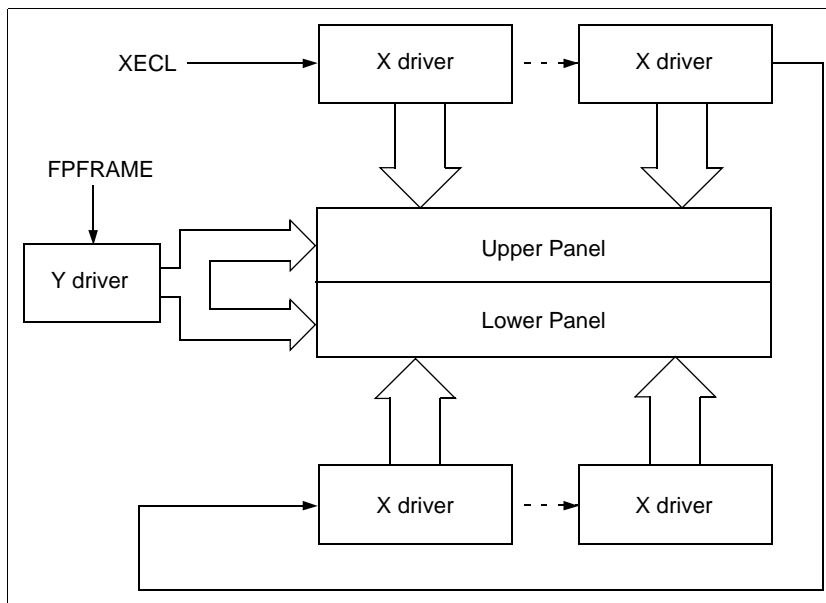 XECL
X driver
X driver
FPFRAME
Y driver
Upper Panel
Lower Panel
X driver
X driver